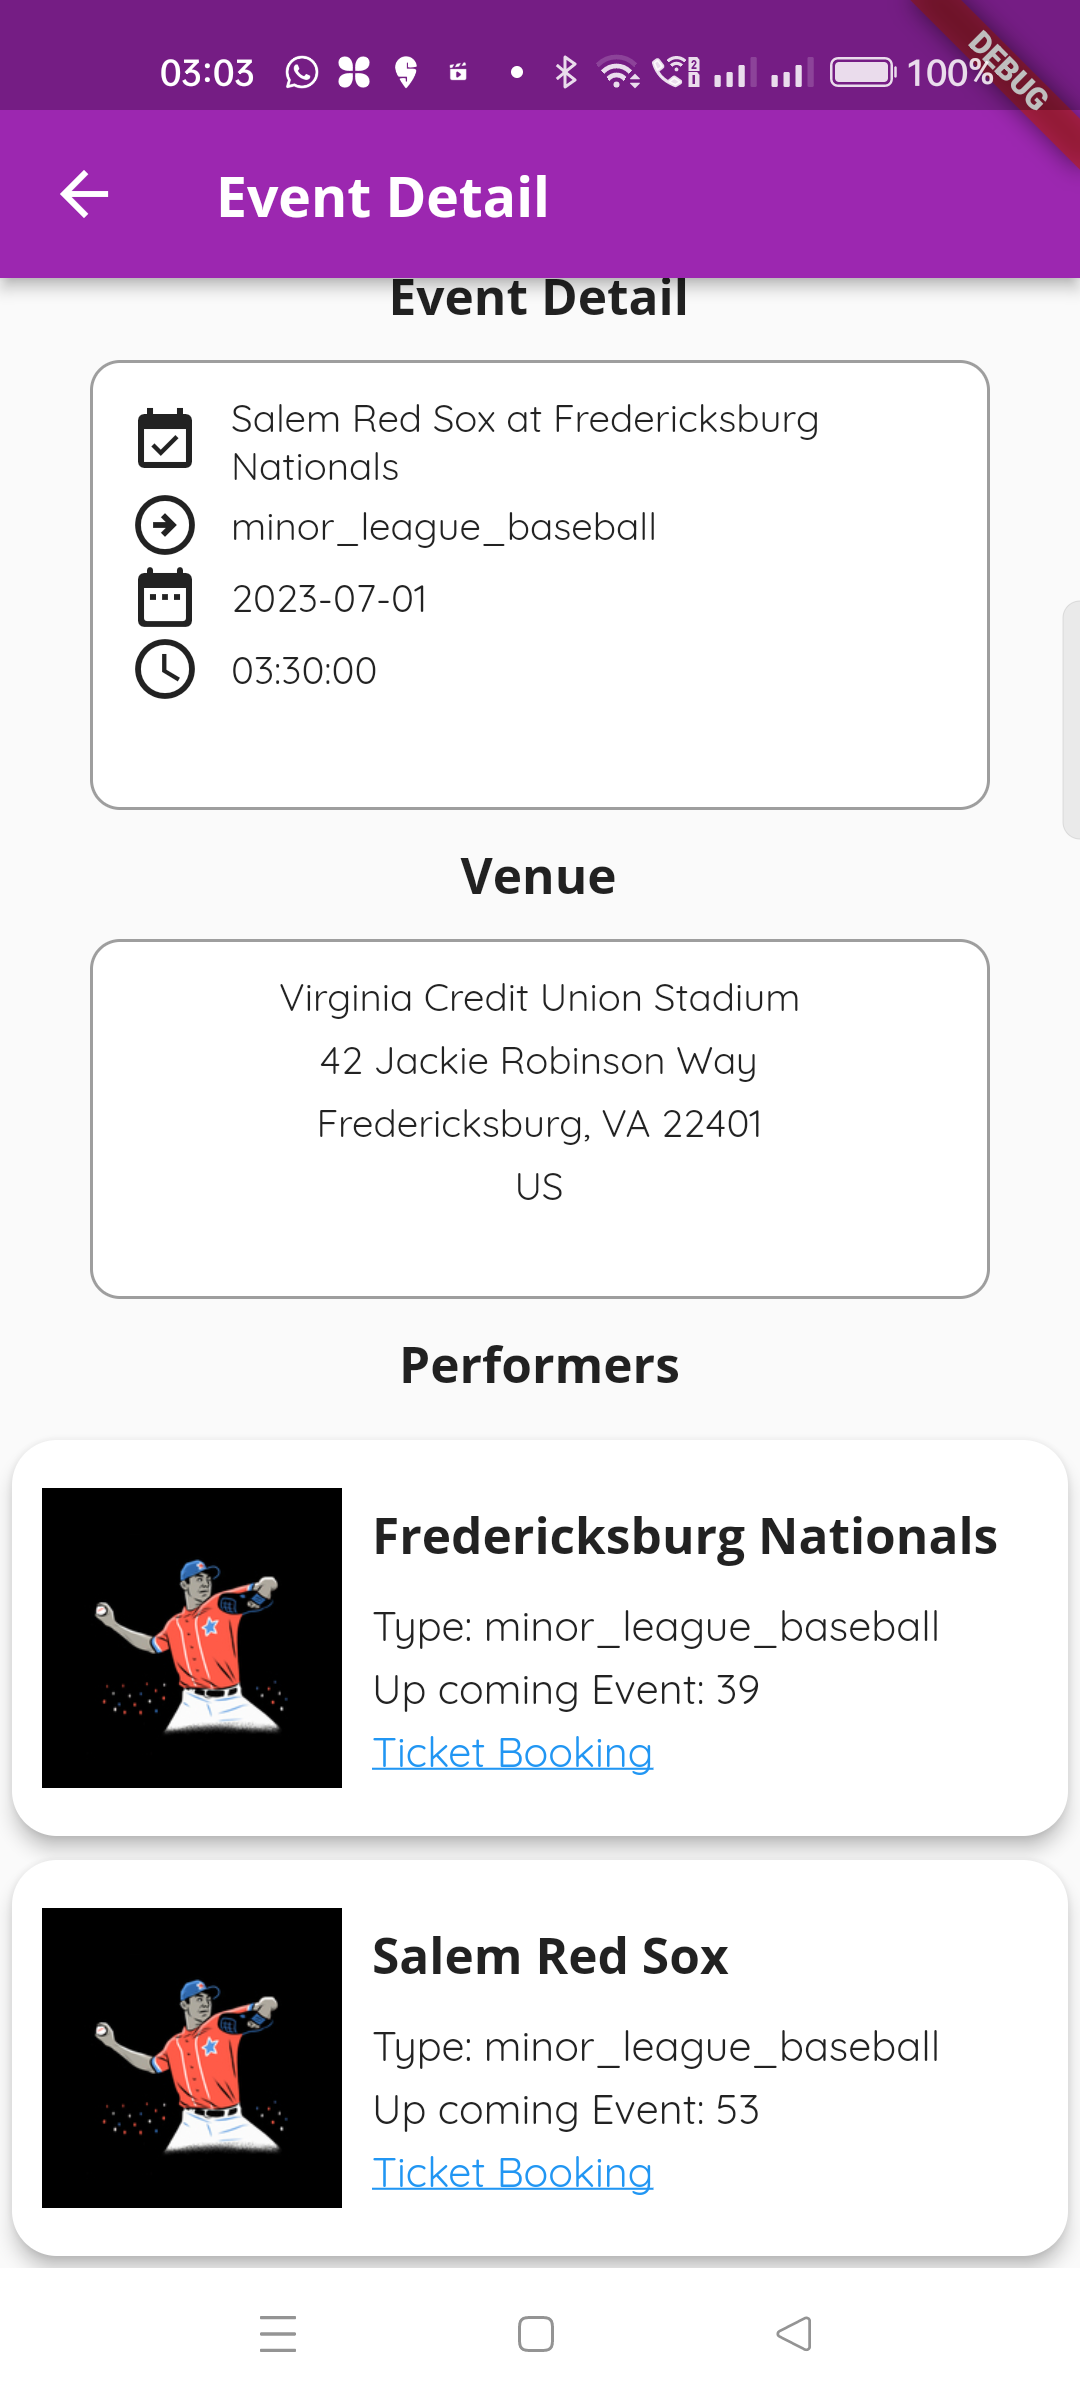 03:03
100%
DEBUG
Event Detail
Event Detail
Salem Red Sox at Fredericksburg
Nationals
minor_league_baseball
2023-07-01
03:30:00
Venue
Virginia Credit Union Stadium
42 Jackie Robinson Way
Fredericksburg, VA 22401
US
Performers
Fredericksburg Nationals
Type: minor_league_baseball
Up coming Event: 39
Ticket Booking
Salem Red Sox
Type: minor_league_baseball
Up coming Event: 53
Ticket Booking